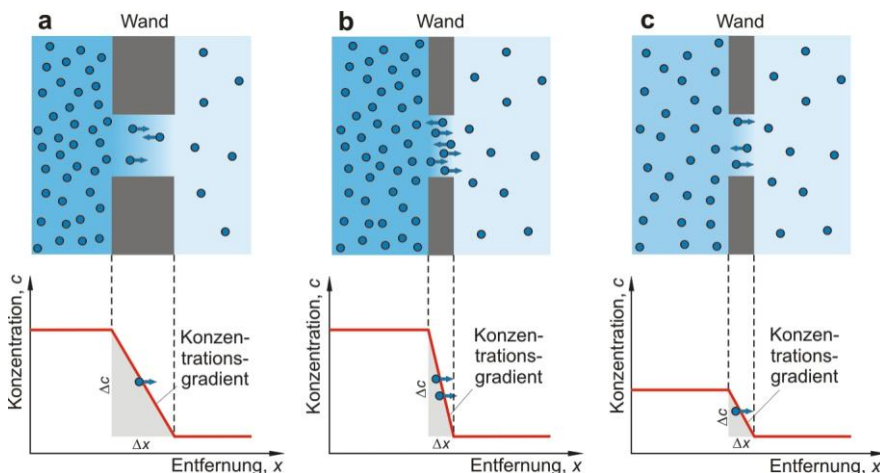 a
Wand
b
Wand
c
Wand
Konzentration, c
Konzen-
trations-
gradient
Δc
Δx
Entfernung, x
Konzentration, c
Konzen-
trations-
gradient
Δc
Δx
Entfernung, x
Konzentration, c
Konzen-
trations-
gradient
Δc
Δx
Entfernung, x